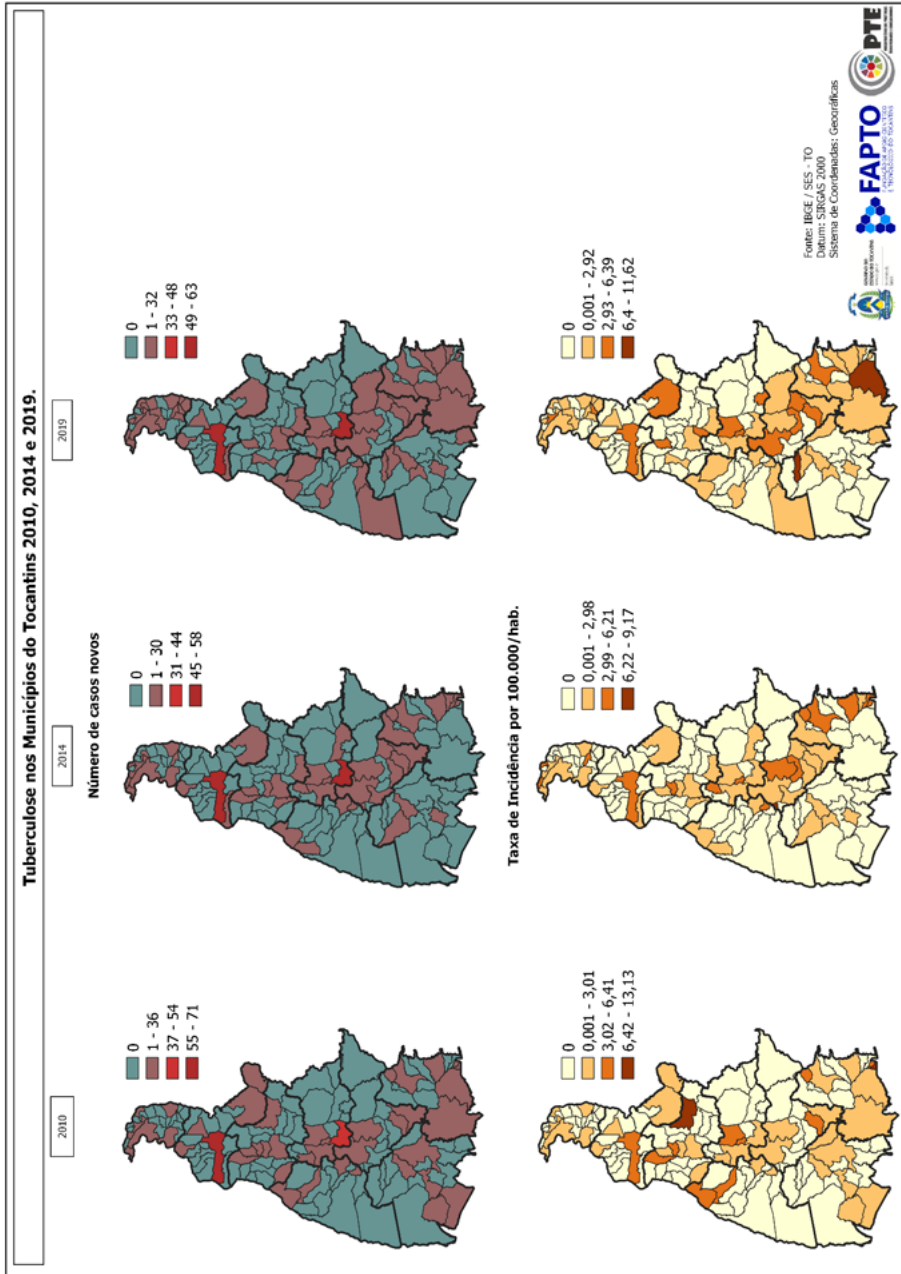 Tuberculose nos Municípios do Tocantins 2010, 2014 e 2019.
2010
2014
2019
Número de casos novos
0
1 - 36
37 - 54
55 - 71
0
1 - 30
31 - 44
45 - 58
0
1 - 32
33 - 48
49 - 63
Taxa de Incidência por 100.000/hab.
0
0,001 - 3,01
3,02 - 6,41
6,42 - 13,13
0
0,001 - 2,98
2,99 - 6,21
6,22 - 9,17
0
0,001 - 2,92
2,93 - 6,39
6,4 - 11,62
Fonte: IBGE / SES - TO
Datum: SIRGAS 2000
Sistema de Coordenadas: Geográficas
FAPTO
PTE